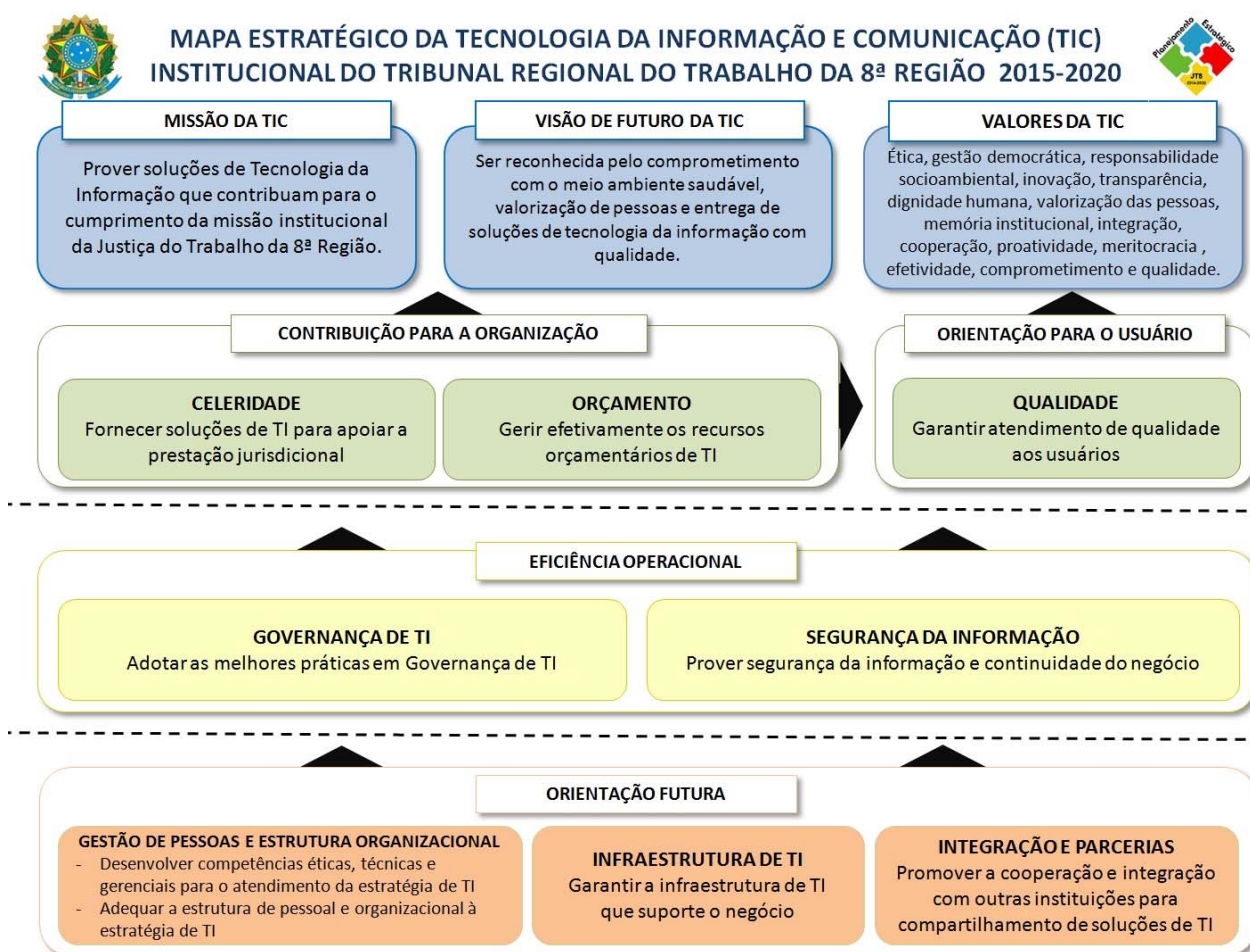 MAPA ESTRATÉGICO DA TECNOLOGIA DA INFORMAÇÃO E COMUNICAÇÃO (TIC)
INSTITUCIONAL DO TRIBUNAL REGIONAL DO TRABALHO DA 8ª REGIÃO 2015-2020
Planejamento Estratégico
JT8
MISSÃO DA TIC
Prover soluções de Tecnologia da
Informação que contribuam para o
cumprimento da missão institucional
da Justiça do Trabalho da 8ª Região.
VISÃO DE FUTURO DA TIC
Ser reconhecida pelo comprometimento
com o meio ambiente saudável,
valorização de pessoas e entrega de
soluções de tecnologia da informação com
qualidade.
VALORES DA TIC
Ética, gestão democrática, responsabilidade
socioambiental, inovação, transparência,
dignidade humana, valorização das pessoas,
memória institucional, integração,
cooperação, proatividade, meritocracia ,
efetividade, comprometimento e qualidade.
CONTRIBUIÇÃO PARA A ORGANIZAÇÃO
CELERIDADE
Fornecer soluções de TI para apoiar a
prestação jurisdicional
ORÇAMENTO
Gerir efetivamente os recursos
orçamentários de TI
ORIENTAÇÃO PARA O USUÁRIO
QUALIDADE
Garantir atendimento de qualidade
aos usuários
EFICIÊNCIA OPERACIONAL
GOVERNANÇA DE TI
Adotar as melhores práticas em Governança de TI
SEGURANÇA DA INFORMAÇÃO
Prover segurança da informação e continuidade do negócio
ORIENTAÇÃO FUTURA
GESTÃO DE PESSOAS E ESTRUTURA ORGANIZACIONAL
- Desenvolver competências éticas, técnicas e
gerenciais para o atendimento da estratégia de TI
- Adequar a estrutura de pessoal e organizacional à
estratégia de TI
INFRAESTRUTURA DE TI
Garantir a infraestrutura de TI
que suporte o negócio
INTEGRAÇÃO E PARCERIAS
Promover a cooperação e integração
com outras instituições para
compartilhamento de soluções de TI